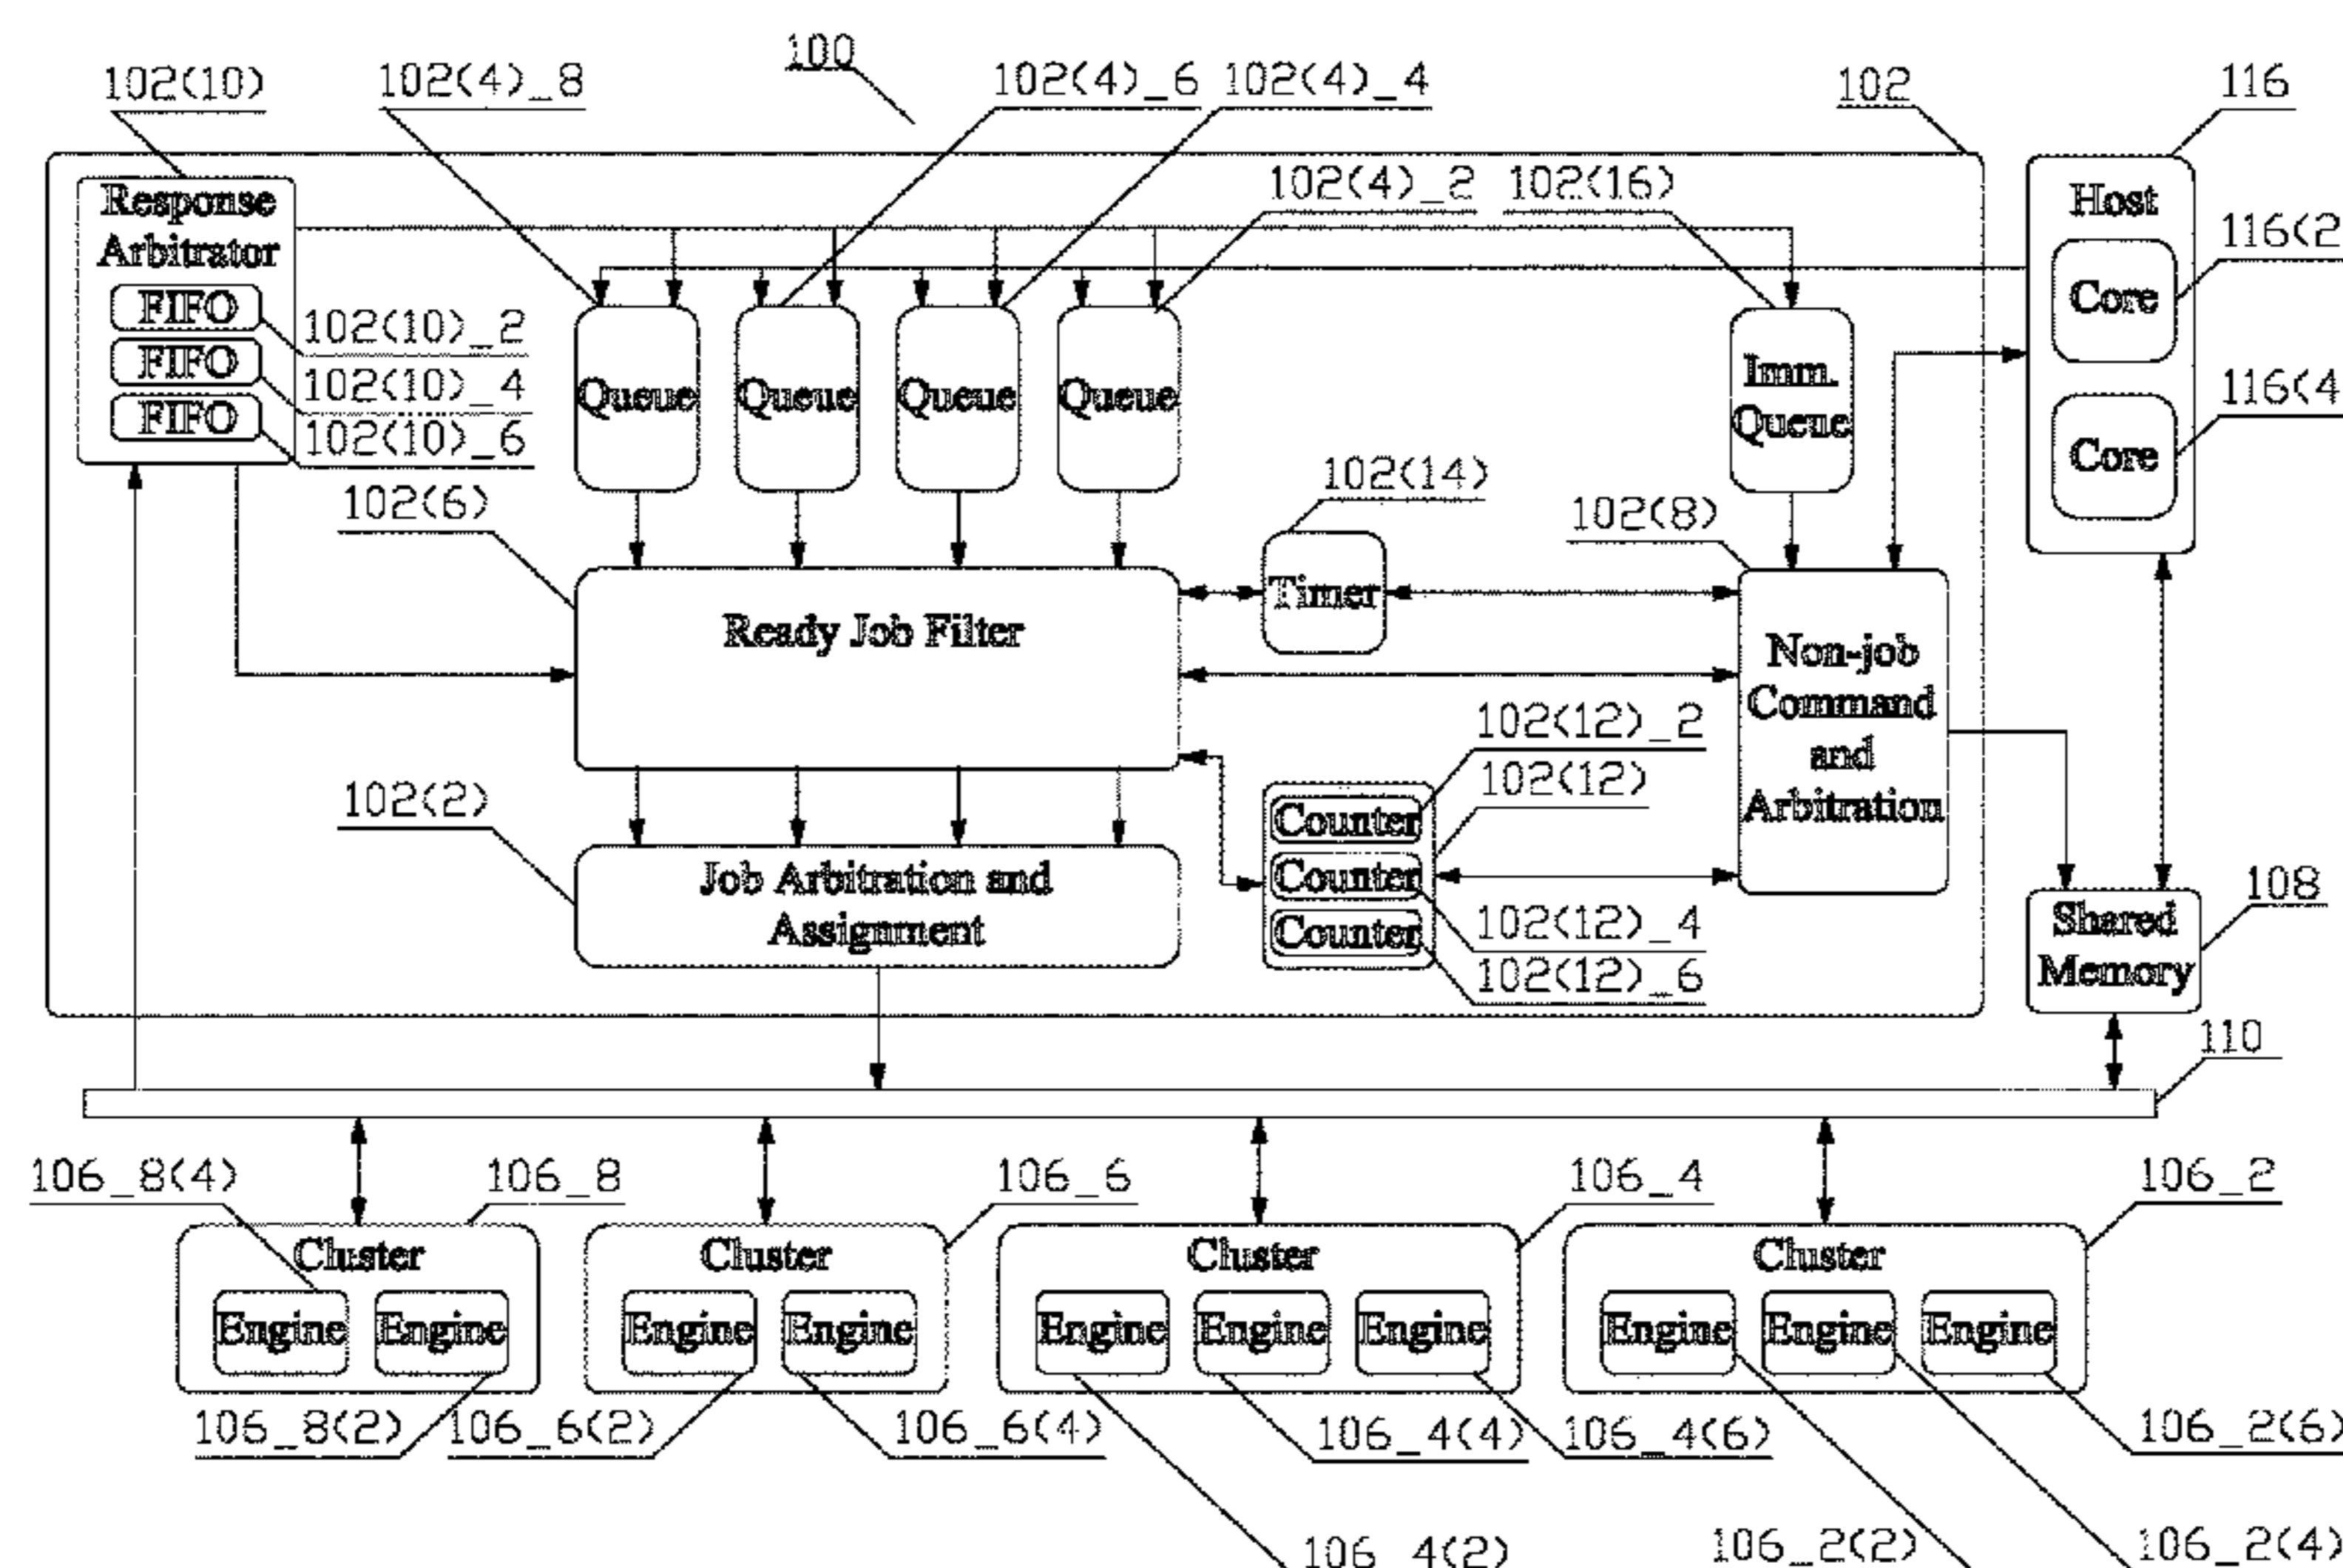 100
102(10)
102(4)_8
102(4)_6
102(4)_4
102
116
Response
Arbitrator
FIFO
FIFO
FIFO
102(10)_2
102(10)_4
102(10)_6
102(4)_2
102(16)
Host
Core
116(2
Core
116(4
Queue
Queue
Queue
Queue
Imm.
Queue
102(6)
102(14)
102(8)
Ready Job Filter
Timer
Non-job
Command
and
Arbitration
102(12)_2
102(12)
102(2)
Counter
Counter
Counter
102(12)_4
102(12)_6
Job Arbitration and
Assignment
Shared
Memory
108
110
106_8(4)
106_8
106_6
106_4
106_2
Cluster
Cluster
Cluster
Cluster
Engine
Engine
Engine
Engine
Engine
Engine
Engine
Engine
Engine
Engine
106_8(2)
106_6(2)
106_6(4)
106_4(4)
106_4(6)
106_2(6)
106_4(2)
106_2(2)
106_2(4)